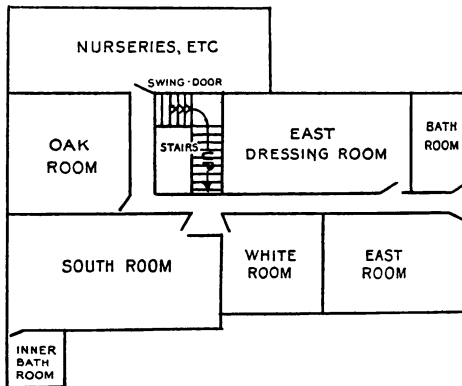 NURSERIES, ETC
SWING-DOOR
OAK
ROOM
STAIRS
UP
EAST
DRESSING ROOM
BATH
ROOM
SOUTH ROOM
WHITE
ROOM
EAST
ROOM
INNER
BATH
ROOM